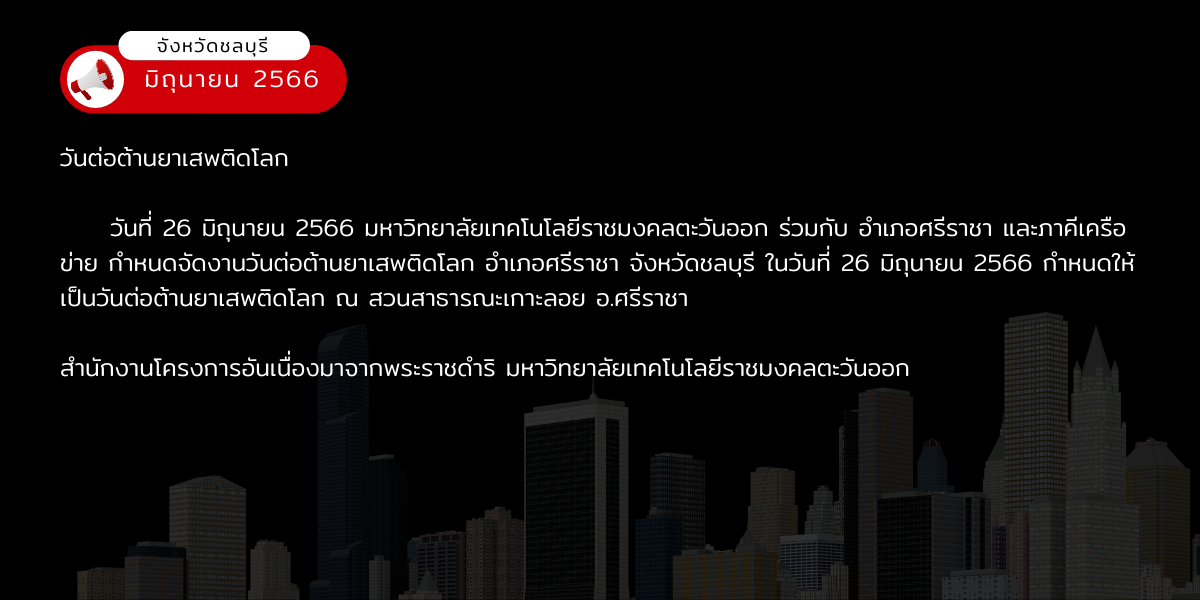 จังหวัดชลบุรี
มิถุนายน 2566
วันต่อต้านยาเสพติดโลก
วันที่ 26 มิถุนายน 2566 มหาวิทยาลัยเทคโนโลยีราชมงคลตะวันออก ร่วมกับ อำเภอศรีราชา และภาคีเครือ
ข่าย กำหนดจัดงานวันต่อต้านยาเสพติดโลก อำเภอศรีราชา จังหวัดชลบุรี ในวันที่ 26 มิถุนายน 2566 กำหนดให้
เป็นวันต่อต้านยาเสพติดโลก ณ สวนสาธารณะเกาะลอย อ.ศรีราชา
สำนักงานโครงการอันเนื่องมาจากพระราชดำริ มหาวิทยาลัยเทคโนโลยีราชมงคลตะวันออก